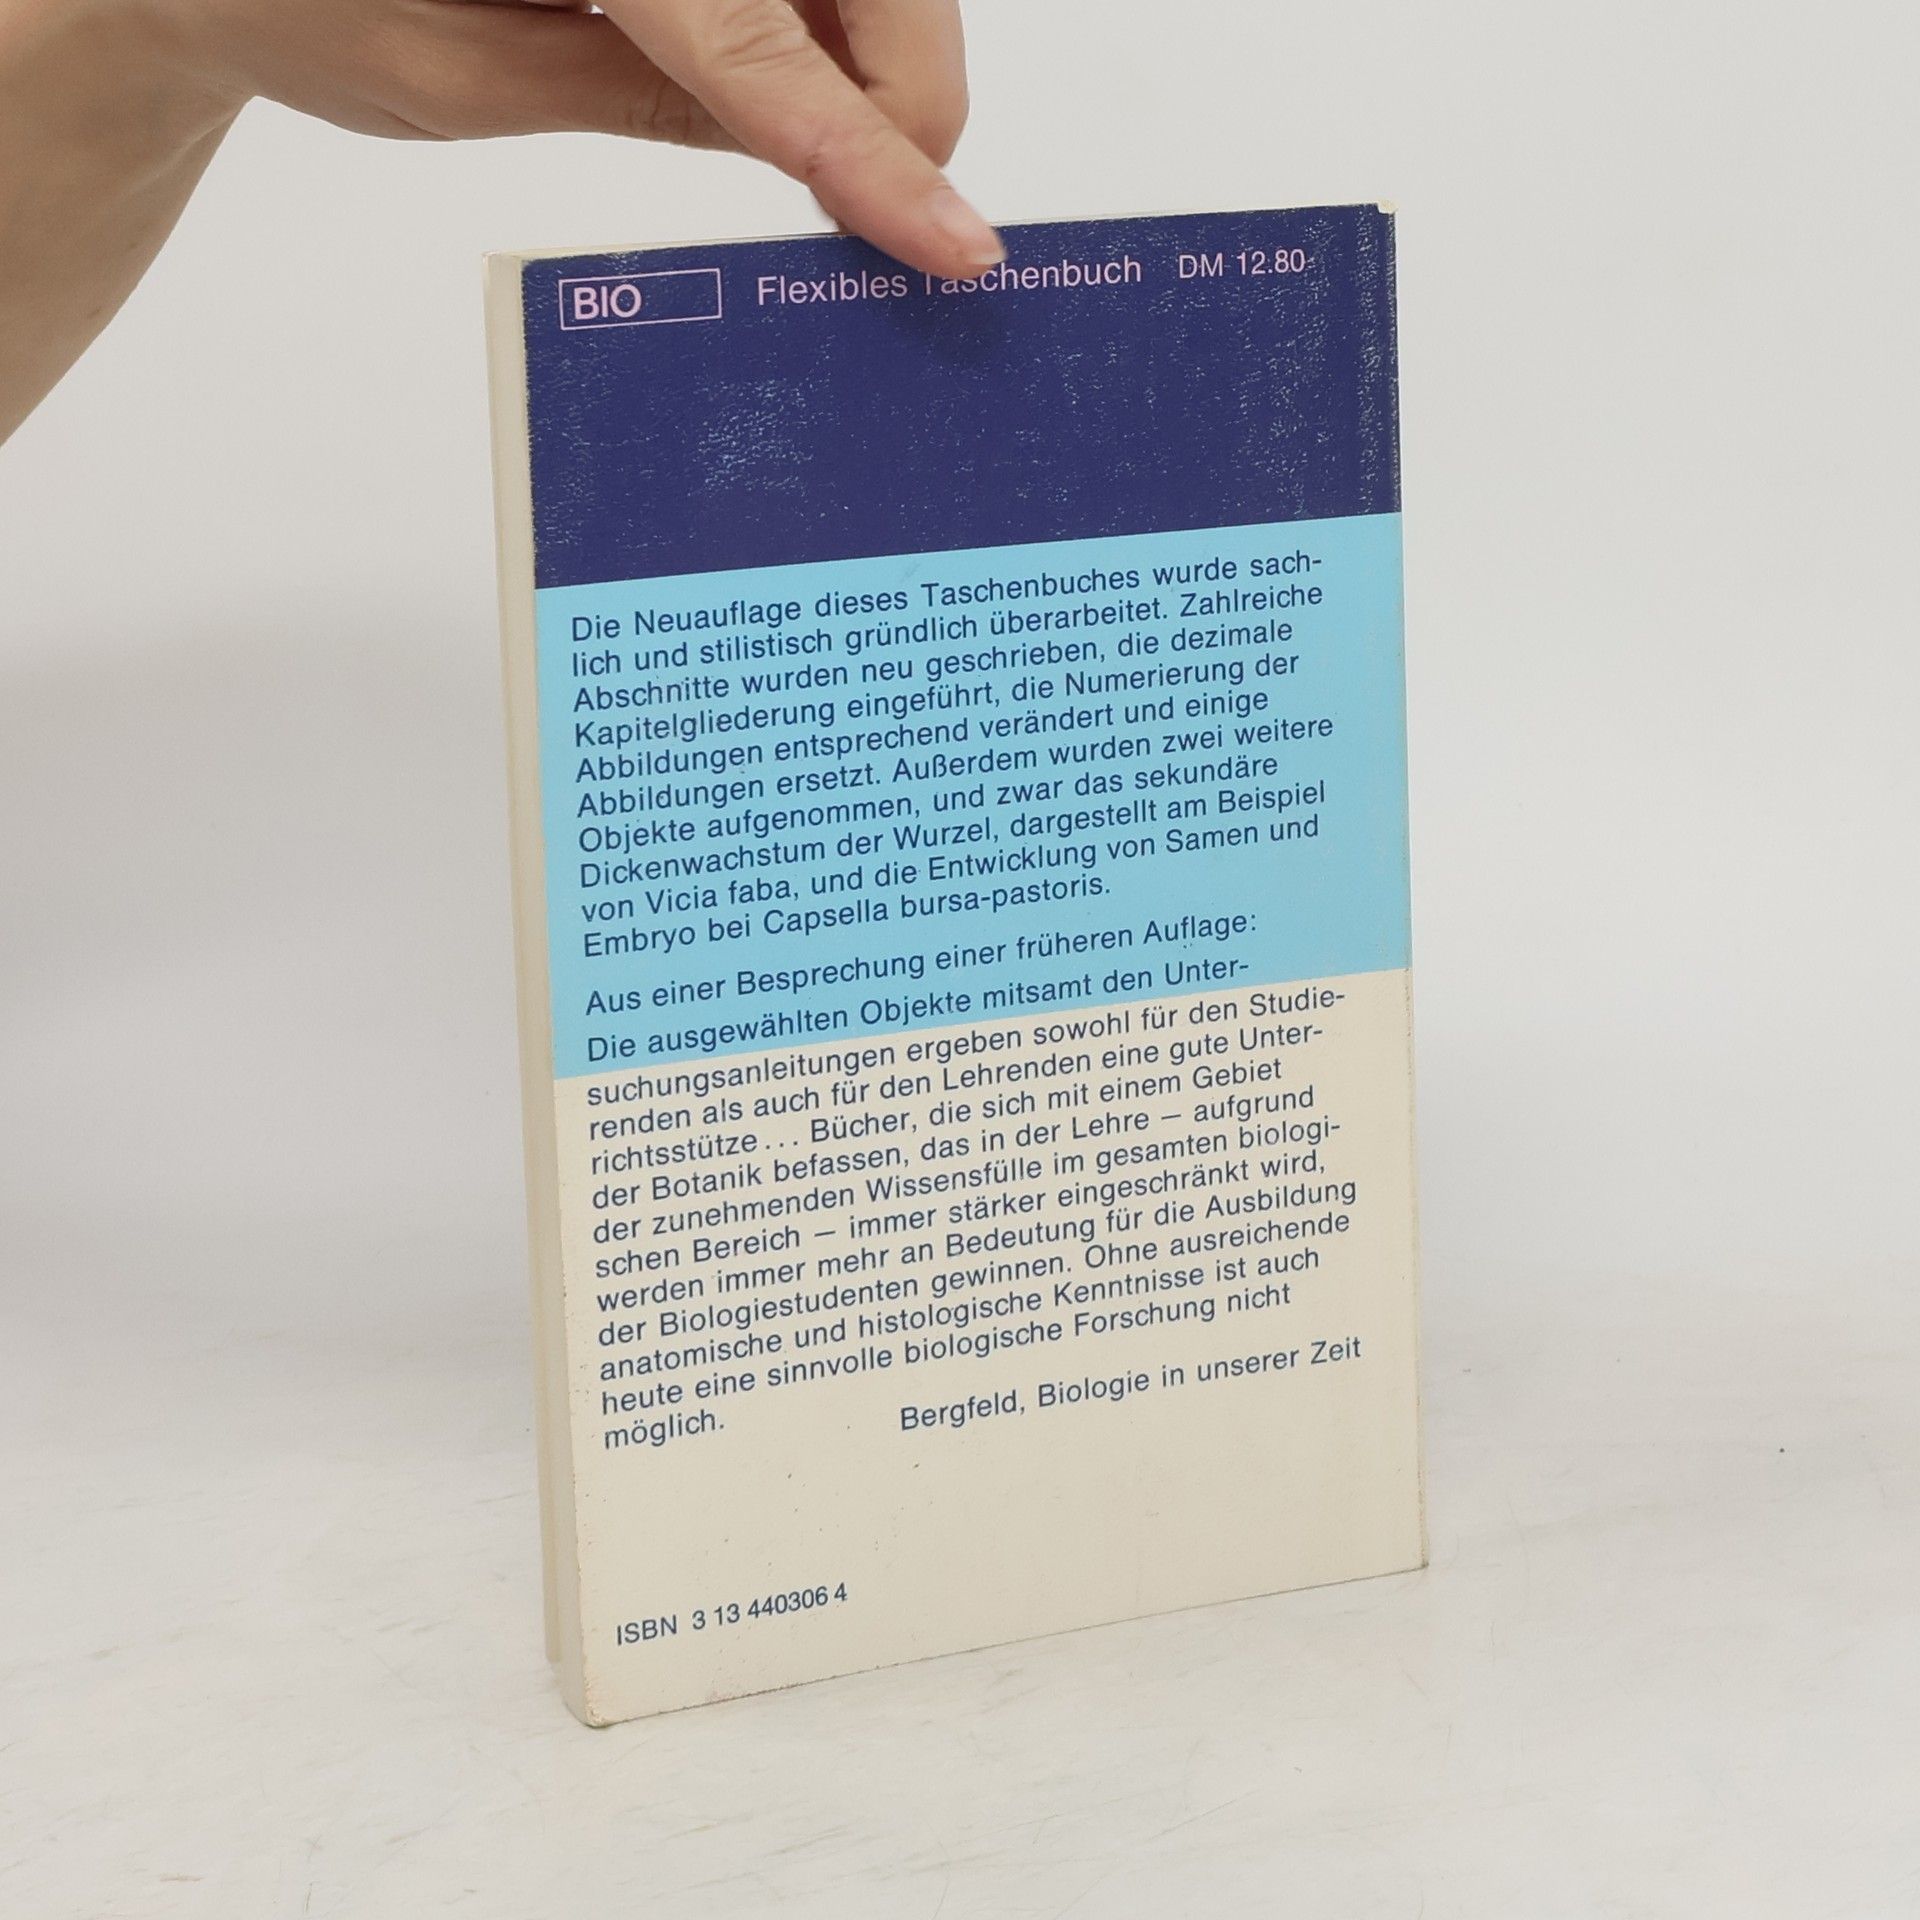 BIO
Flexibles Taschenbuch DM 12.80
Die Neuauflage dieses Taschenbuches wurde sach-
lich und stilistisch gründlich überarbeitet. Zahlreiche
Abschnitte wurden neu geschrieben, die dezimale
Kapitelgliederung eingeführt, die Numerierung der
Abbildungen entsprechend verändert und einige
Abbildungen ersetzt. Außerdem wurden zwei weitere
Objekte aufgenommen, und zwar das sekundäre
Dickenwachstum der Wurzel, dargestellt am Beispiel
von Vicia faba, und die Entwicklung von Samen und
Embryo bei Capsella bursa-pastoris.
Aus einer Besprechung einer früheren Auflage:
Die ausgewählten Objekte mitsamt den Unter-
suchungsanleitungen ergeben sowohl für den Studie-
renden als auch für den Lehrenden eine gute Unter-
richtsstütze... Bücher, die sich mit einem Gebiet
der Botanik befassen, das in der Lehre – aufgrund
der zunehmenden Wissensfülle im gesamten biologi-
schen Bereich – immer stärker eingeschränkt wird,
werden immer mehr an Bedeutung für die Ausbildung
der Biologiestudenten gewinnen. Ohne ausreichende
anatomische und histologische Kenntnisse ist auch
heute eine sinnvolle biologische Forschung nicht
möglich.
Bergfeld, Biologie in unserer Zeit
ISBN 3 13 440306 4